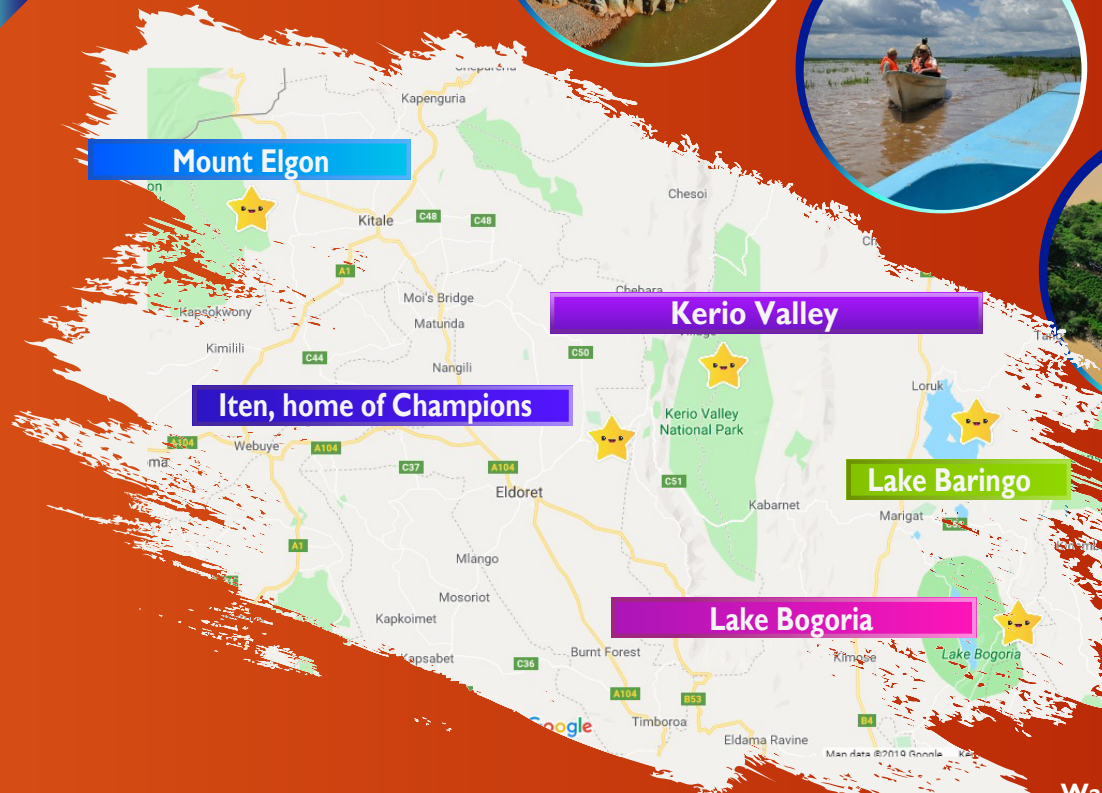 Kapenguria
Mount Elgon
Chesoi
Kitale
C48
C48
A1
Chebara
Moi's Bridge
Kerio Valley
Kapsokwony
Matunda
Kimilili
C44
C50
Nangili
Loruk
Iten, home of Champions
Kerio Valley
National Park
A104
Webuye
A104
C37
A104
C51
Lake Baringo
Eldoret
Kabarnet
Marigat
A1
Mlango
Mosoriot
Kapkoimet
Lake Bogoria
Burnt Forest
Kapsabet
C36
Kimose
Lake Bogoria
A104
B53
Timboroa
B4
Google
Eldama Ravine
Map data ©2019 Google